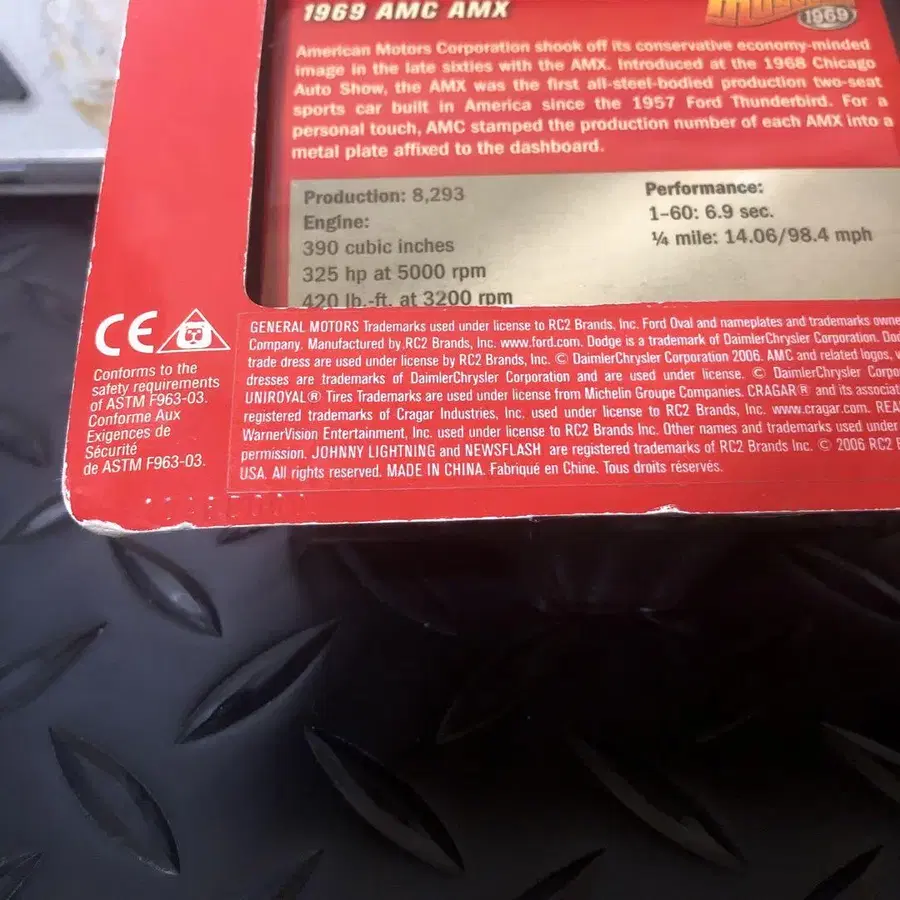 1969 AMC AMX
1969
American Motors Corporation shook off its conservative economy-minded
image in the late sixties with the AMX. Introduced at the 1968 Chicago
Auto Show, the AMX was the first all-steel-bodied production two-seat
sports car built in America since the 1957 Ford Thunderbird. For a
personal touch, AMC stamped the production number of each AMX into a
metal plate affixed to the dashboard.
Production: 8,293
Engine:
390 cubic inches
325 hp at 5000 rpm
420 lb.-ft. at 3200 rpm
Performance:
1–60: 6.9 sec.
¼ mile: 14.06/98.4 mph
CE
Conforms to the
safety requirements
of ASTM F963-03.
Conforme Aux
Exigences de
Sécurité
de ASTM F963-03.
GENERAL MOTORS Trademarks used under license to RC2 Brands, Inc. Ford Oval and nameplates and trademarks
Company. Manufactured by RC2 Brands, Inc. www.ford.com. Dodge is a trademark of DaimlerChrysler Corporation.
trade dress are used under license by RC2 Brands, Inc. © DaimlerChrysler Corporation 2006. AMC and related logos,
dresses are trademarks of DaimlerChrysler Corporation and are used under license. © DaimlerChrysler
UNIROYAL® Tires Trademarks are used under license from Michelin Groupe Companies. CRAGAR® and its
registered trademarks of Cragar Industries, Inc. used under license to RC2 Brands, Inc. www.cragar.com.
WarnerVision Entertainment, Inc. used under license to RC2 Brands Inc. Other names and trademarks used under
permission. JOHNNY LIGHTNING and NEWSFLASH are registered trademarks of RC2 Brands Inc. © 2006 RC2
USA. All rights reserved. MADE IN CHINA. Fabriqué en Chine. Tous droits réservés.